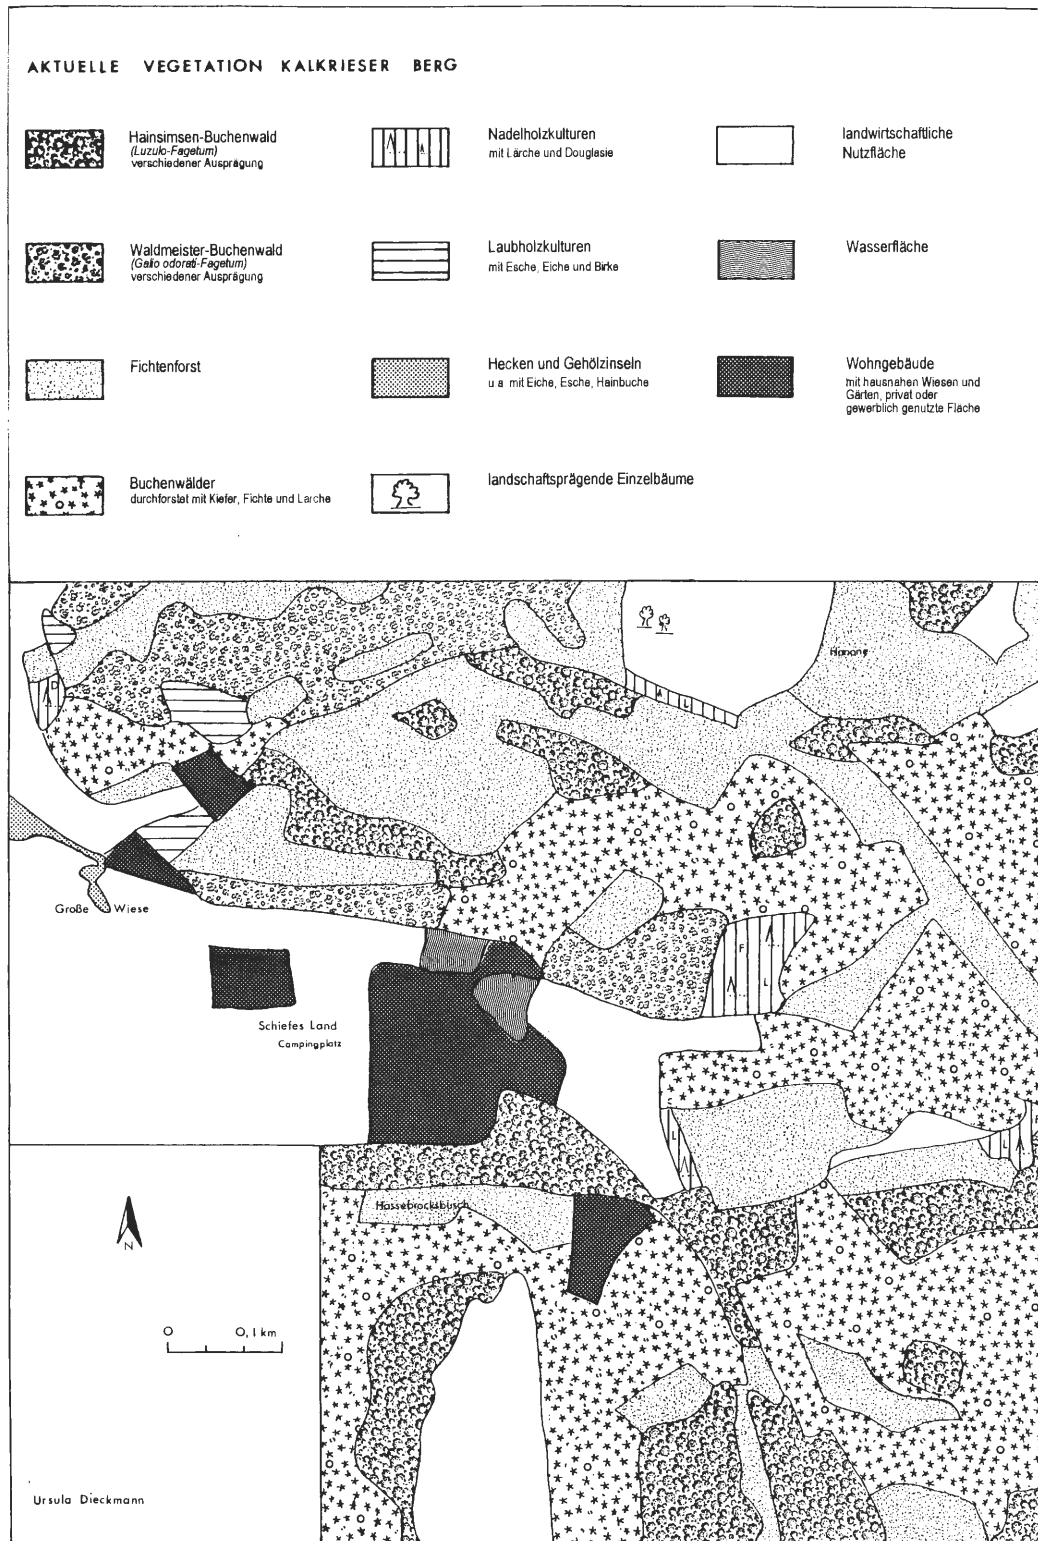 AKTUELLE VEGETATION KALKRIESER BERG
Hainsimsen-Buchenwald
(Luzulo-Fagetum)
verschiedener Ausprägung
Waldmeister-Buchenwald
(Galio odorati-Fagetum)
verschiedener Ausprägung
Fichtenforst
Buchenwälder
durchforstet mit Kiefer, Fichte und Larche
Nadelholzkulturen
mit Lärche und Douglasie
Laubholzkulturen
mit Esche, Eiche und Birke
Hecken und Gehölzinseln
u a mit Eiche, Esche, Hainbuche
landschaftsprägende Einzelbäume
landwirtschaftliche
Nutzfläche
Wasserfläche
Wohngebäude
mit hausnahen Wiesen und
Gärten, privat oder
gewerblich genutzte Fläche
D
L
Große Wiese
F
L
Schiefes Land
Campingplatz
L
L
Hassebrocksbusch
N
O O,1 km
Ursula Dieckmann